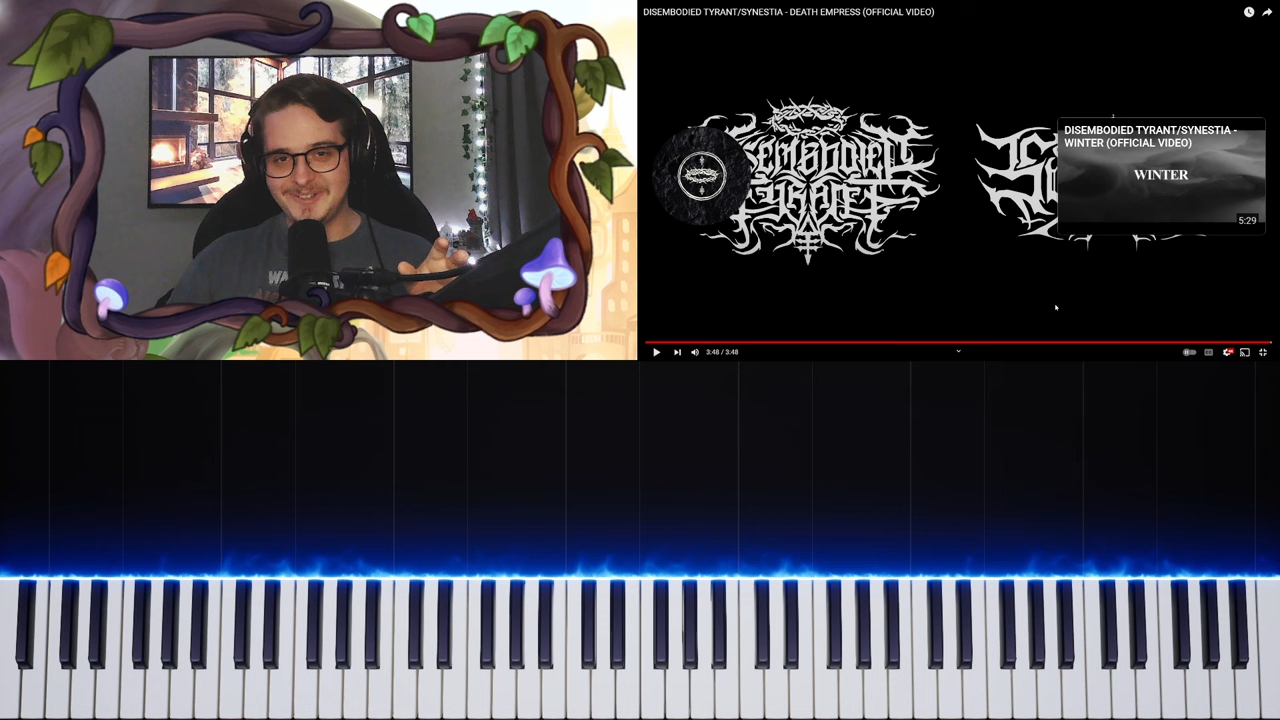 DISEMBODIED TYRANT/SYNESTIA - DEATH EMPRESS (OFFICIAL VIDEO)
DISEMBODIED TYRANT/SYNESTIA -
WINTER (OFFICIAL VIDEO)
WINTER
5:29
3:48 / 3:48